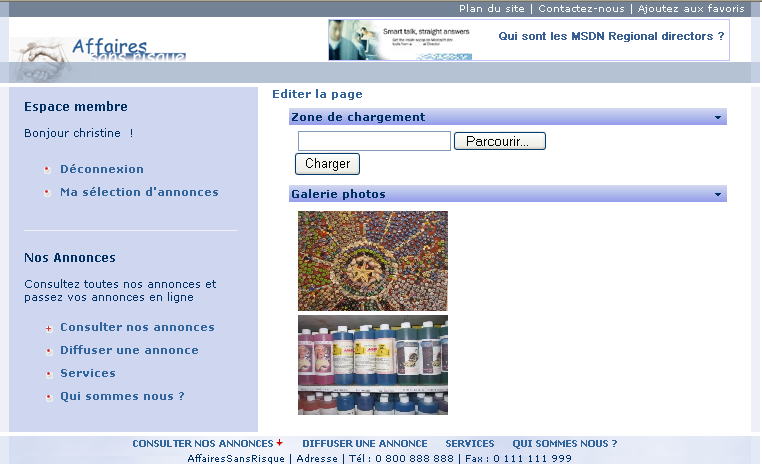 Plan du site | Contactez-nous | Ajoutez aux favoris
Affaires
sans risque
Smart talk, straight answers
Qui sont les MSDN Regional directors ?
Espace membre
Bonjour christine !
Déconnexion
Ma sélection d'annonces
Nos Annonces
Consultez toutes nos annonces et
passez vos annonces en ligne
Consulter nos annonces
Diffuser une annonce
Services
Qui sommes nous ?
Editer la page
Zone de chargement
Parcourir...
Charger
Galerie photos
CONSULTER NOS ANNONCES + DIFFUSER UNE ANNONCE SERVICES QUI SOMMES NOUS ?
AffairesSansRisque | Adresse | Tél : 0 800 888 888 | Fax : 0 111 111 999